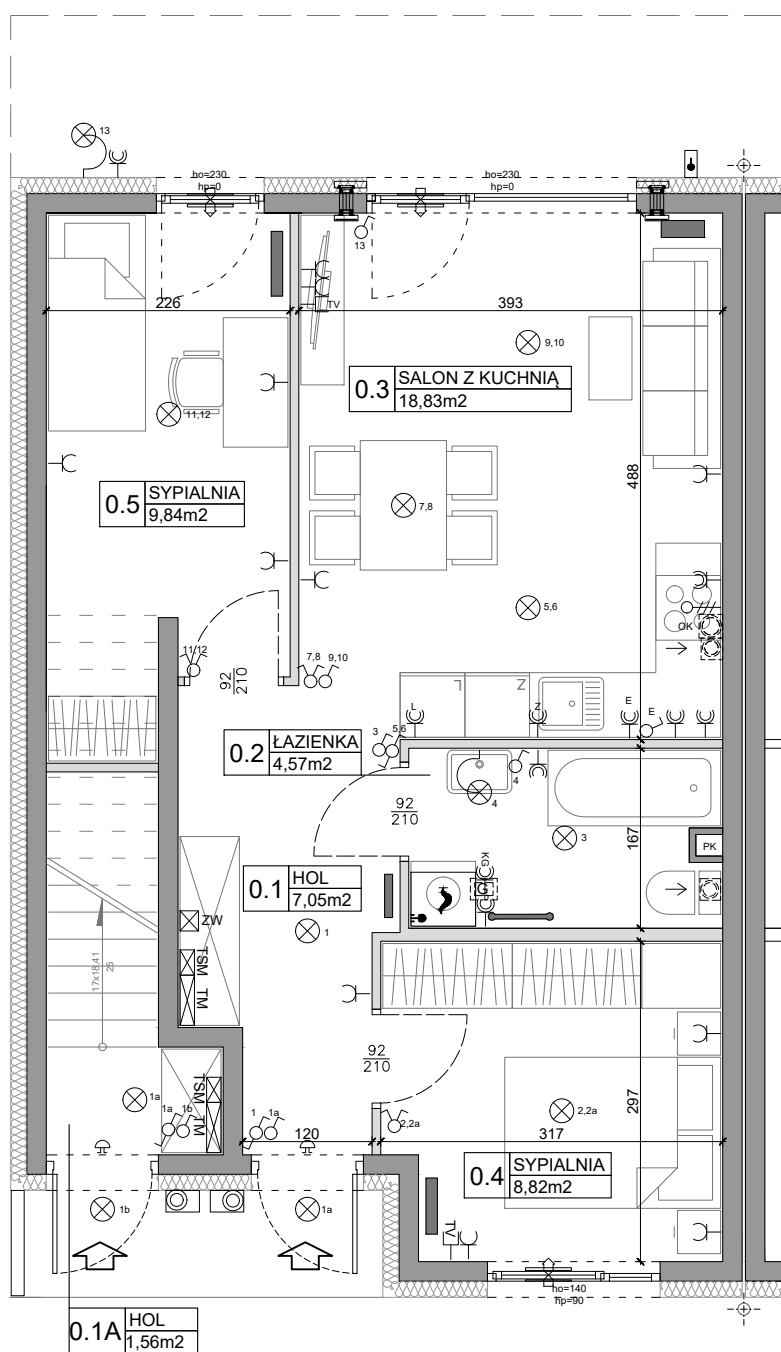 13
ho=230
hp=0
ho=230
hp=0
13
TV
226
393
9,10
0.3 SALON Z KUCHNIĄ
18,83m2
11,12
488
0.5 SYPIALNIA
9,84m2
7,8
5,6
OK
11/12
92
210
7,8
9,10
L
Z
L
Z
E
E
3
5,6
0.2 ŁAZIENKA
4,57m2
4
4
92
210
3
167
PK
KG
G
P
0.1 HOL
7,05m2
ZW
1
TSM
TM
17x18,41
25
92
210
1a
1a
1b
TSM
TM
1
1a
120
2,2a
2,2a
297
317
0.4 SYPIALNIA
8,82m2
1b
1a
TV
ho=140
hp=90
0.1A HOL
1,56m2